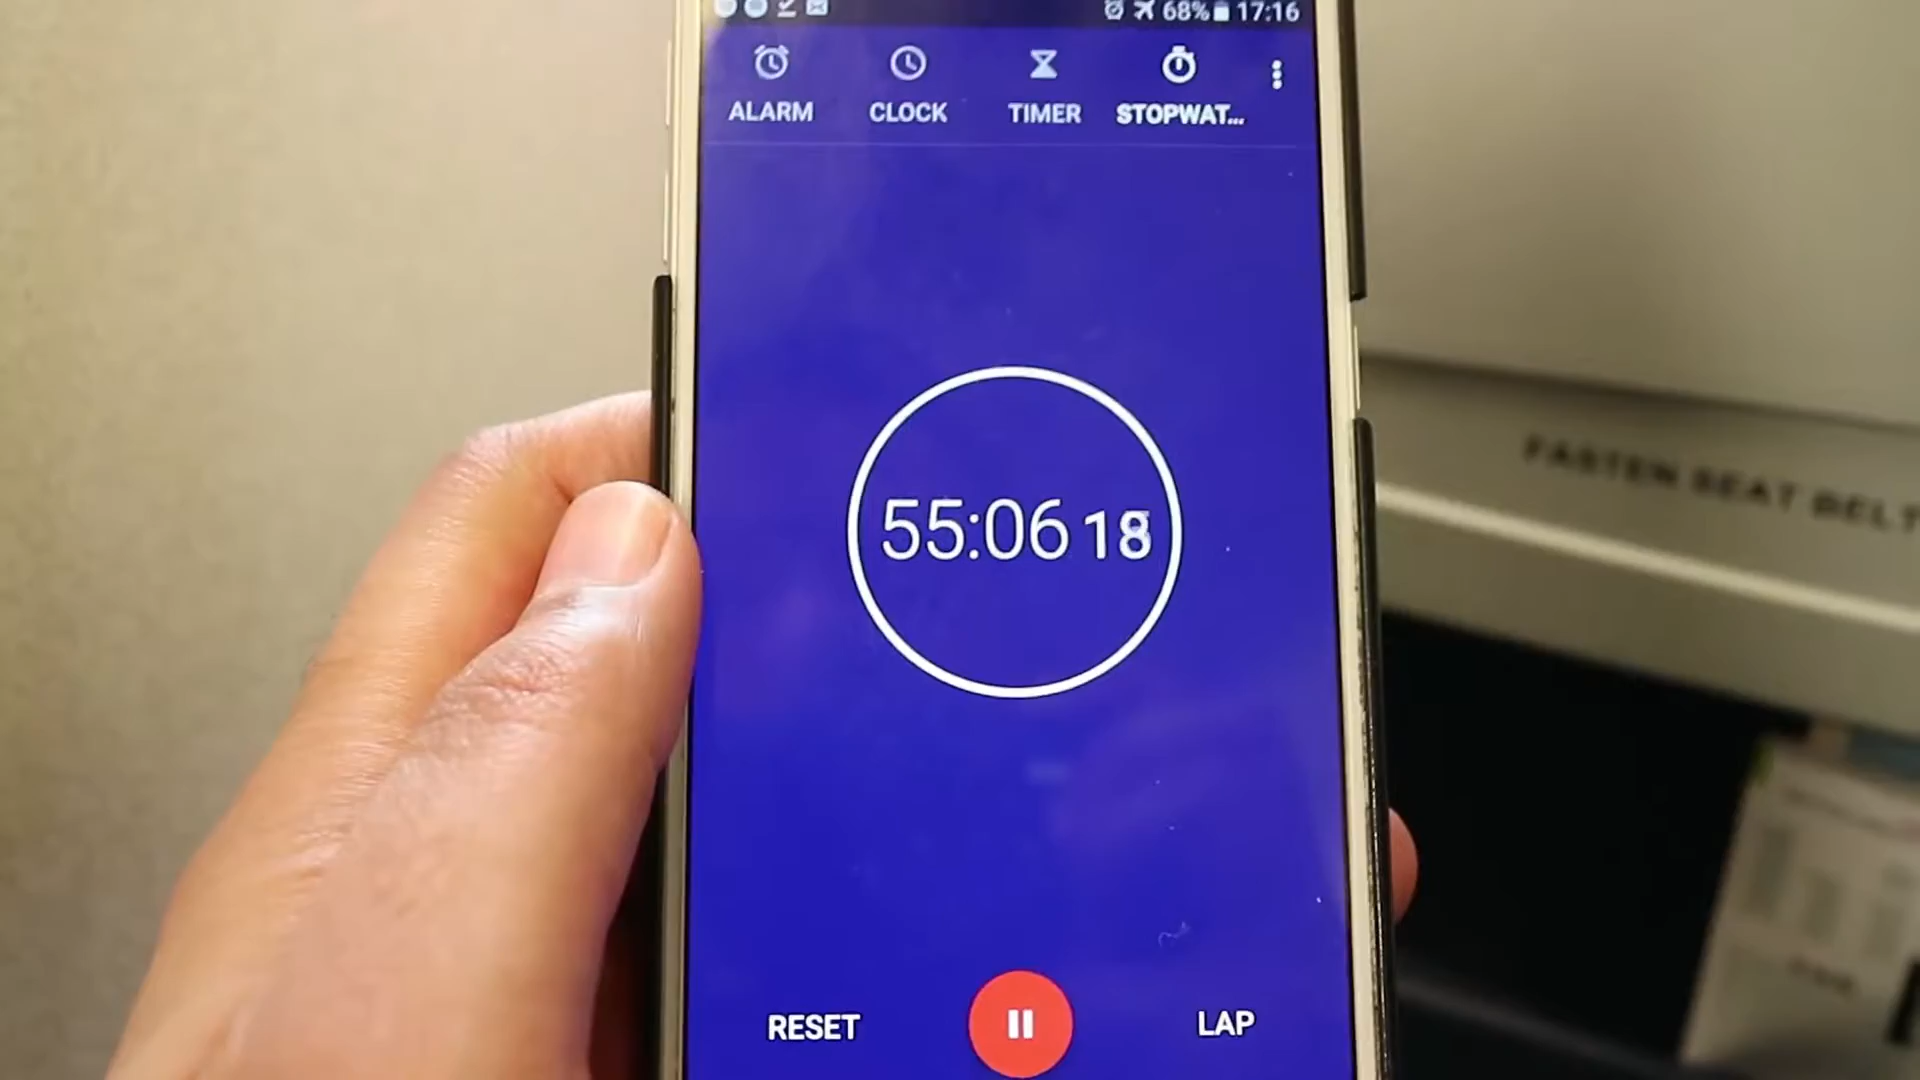 68% 17:16
ALARM CLOCK TIMER STOPWAT...
FASTEN SEAT BELT
55:06 18
RESET LAP